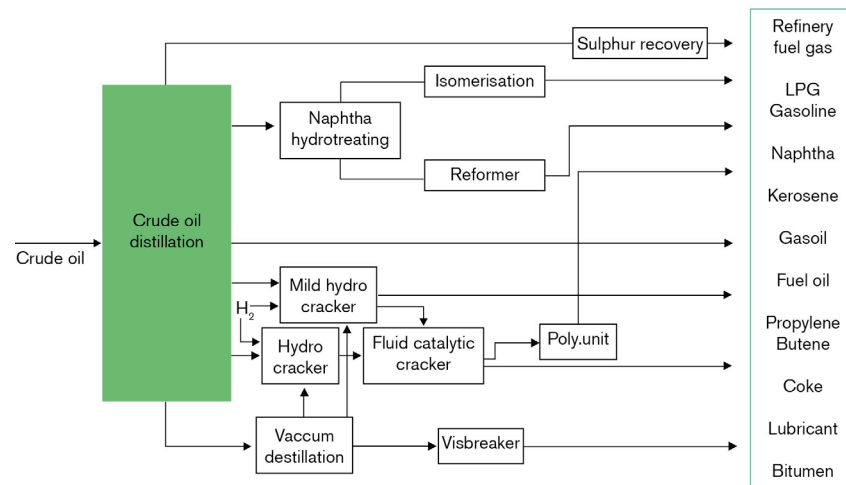 Sulphur recovery
Refinery
fuel gas
Isomerisation
LPG
Gasoline
Naphtha
hydrotreating
Naphtha
Reformer
Kerosene
Crude oil
distillation
Crude oil
Gasoil
Mild hydro
cracker
Fuel oil
H2
Hydro
cracker
Fluid catalytic
cracker
Poly.unit
Propylene
Butene
Coke
Vaccum
destillation
Visbreaker
Lubricant
Bitumen